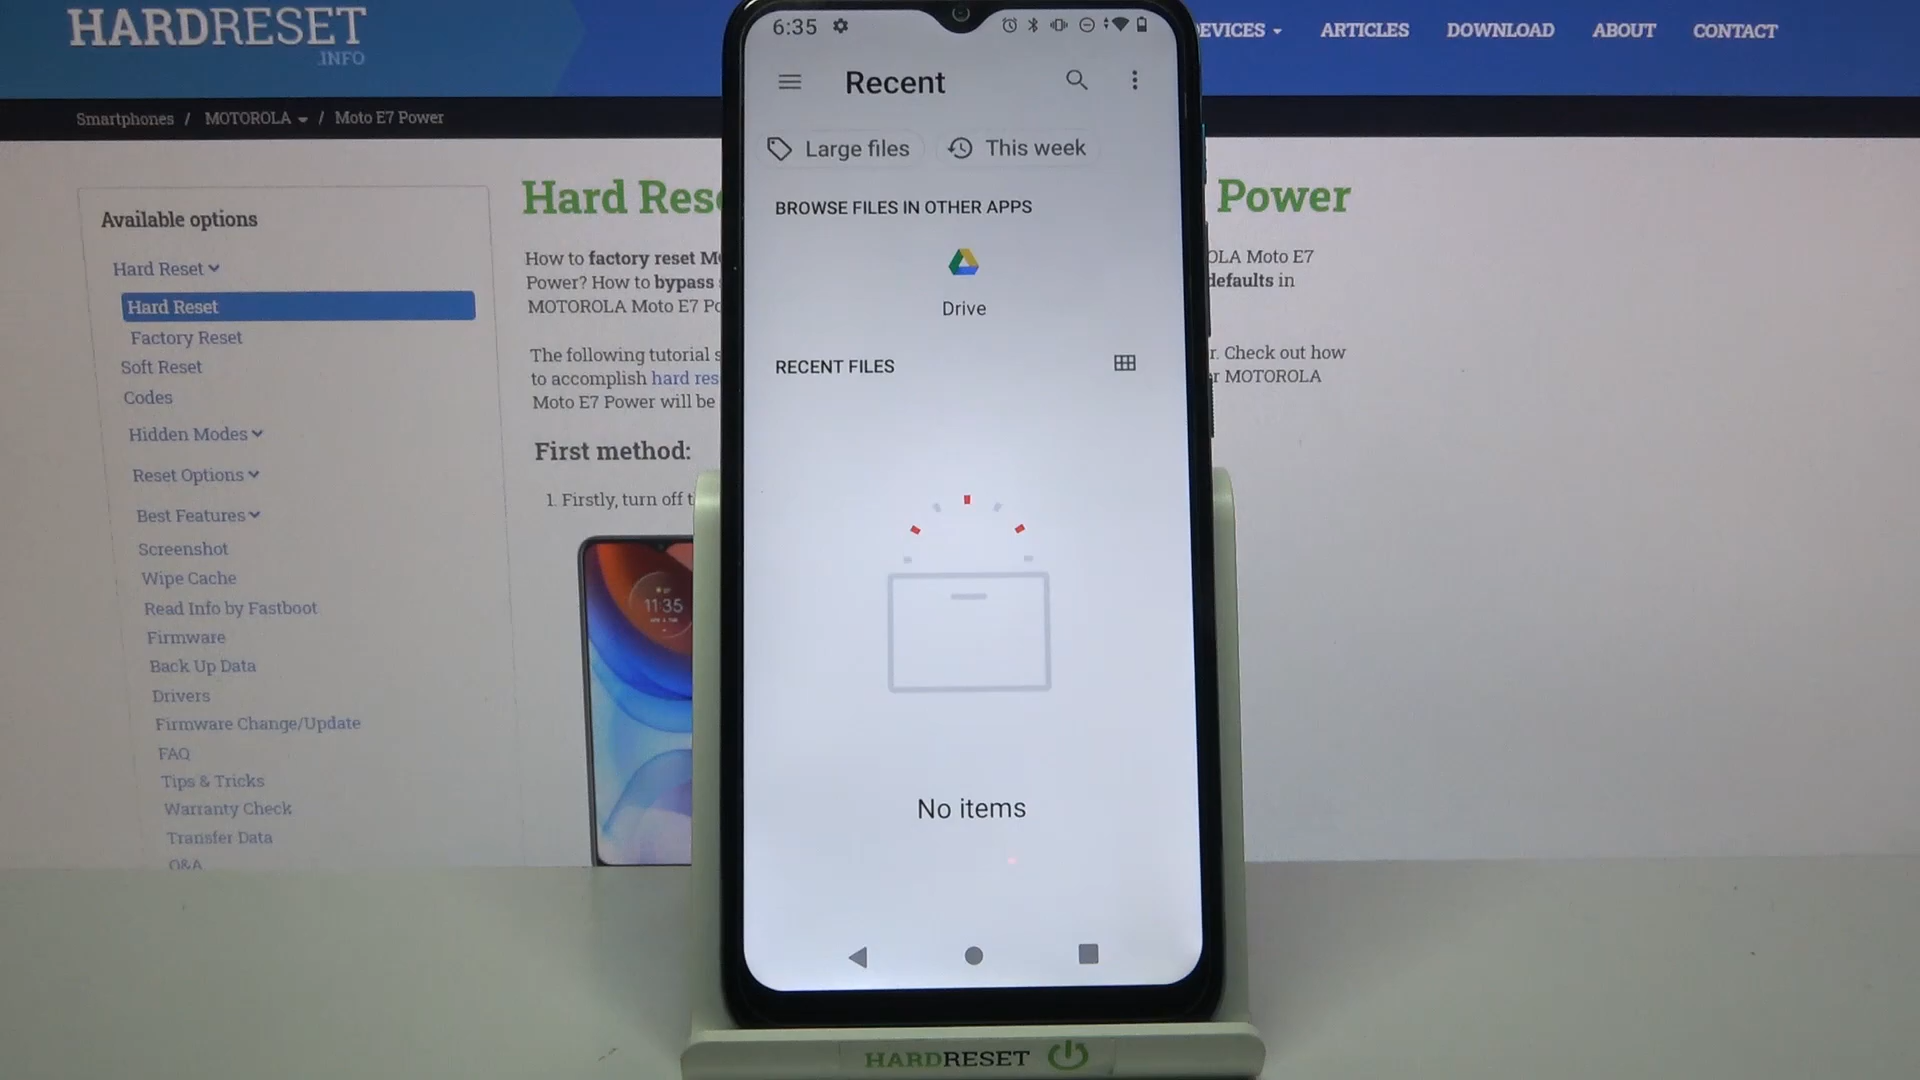 HARDRESET
.INFO
DEVICES ARTICLES DOWNLOAD ABOUT CONTACT
Smartphones / MOTOROLA / Moto E7 Power
Available options
Hard Reset
Hard Reset
Factory Reset
Soft Reset
Codes
Hidden Modes
Reset Options
Best Features
Screenshot
Wipe Cache
Read Info by Fastboot
Firmware
Back Up Data
Drivers
Firmware Change/Update
FAQ
Tips & Tricks
Warranty Check
Transfer Data
Q&A
Hard Res Power
How to factory reset M OLA Moto E7
Power? How to bypass defaults in
MOTOROLA Moto E7 Po
The following tutorial s r. Check out how
to accomplish hard res r MOTOROLA
Moto E7 Power will be
First method:
1. Firstly, turn off t
11:35
6:35
Recent
Large files This week
BROWSE FILES IN OTHER APPS
Drive
RECENT FILES
No items
HARDRESET